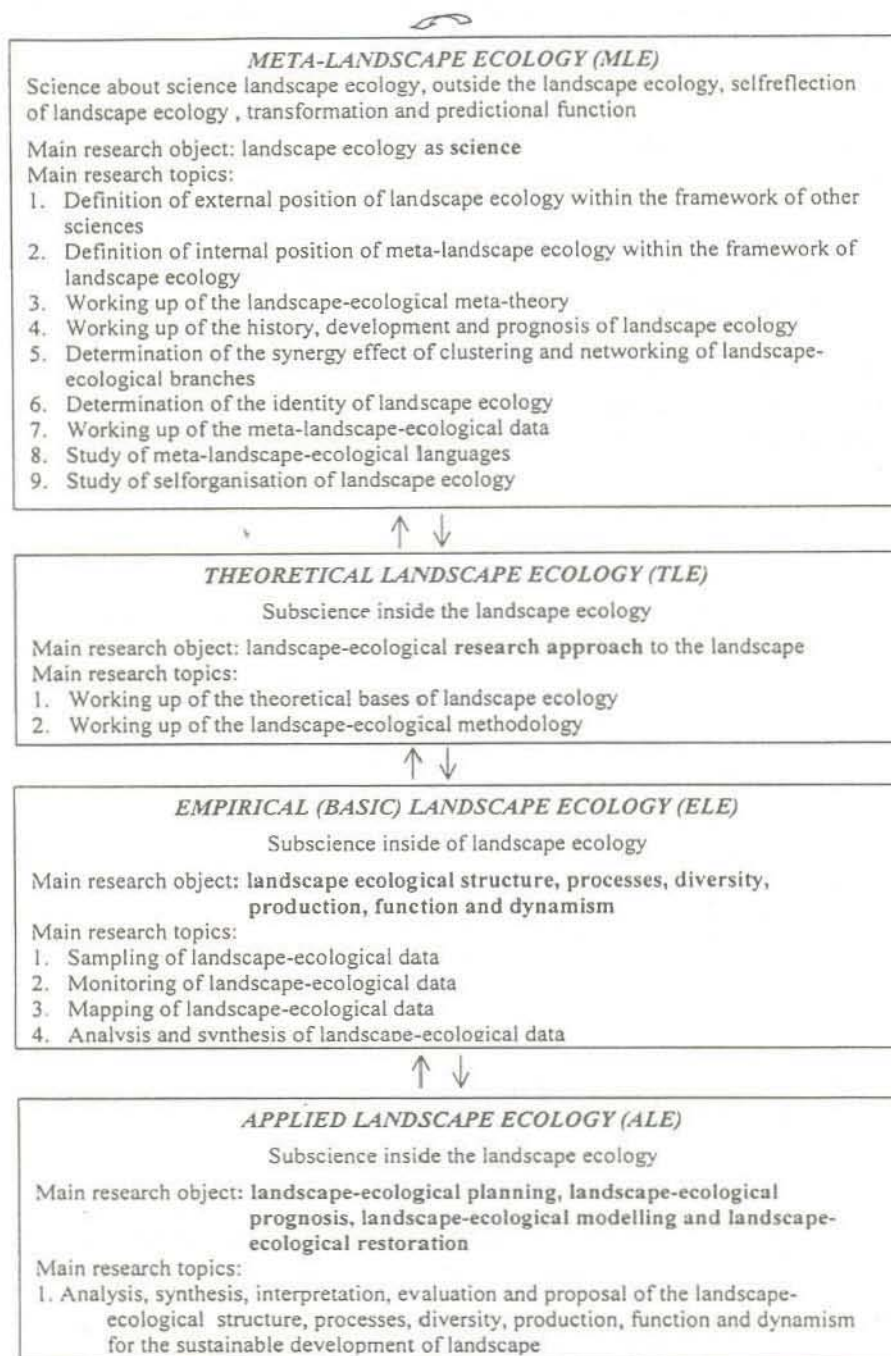 META-LANDSCAPE ECOLOGY (MLE)
Science about science landscape ecology, outside the landscape ecology, selfreflection
of landscape ecology , transformation and predictional function
Main research object: landscape ecology as science
Main research topics:
1. Definition of external position of landscape ecology within the framework of other
sciences
2. Definition of internal position of meta-landscape ecology within the framework of
landscape ecology
3. Working up of the landscape-ecological meta-theory
4. Working up of the history, development and prognosis of landscape ecology
5. Determination of the synergy effect of clustering and networking of landscape-
ecological branches
6. Determination of the identity of landscape ecology
7. Working up of the meta-landscape-ecological data
8. Study of meta-landscape-ecological languages
9. Study of selforganisation of landscape ecology
THEORETICAL LANDSCAPE ECOLOGY (TLE)
Subscience inside the landscape ecology
Main research object: landscape-ecological research approach to the landscape
Main research topics:
1. Working up of the theoretical bases of landscape ecology
2. Working up of the landscape-ecological methodology
EMPIRICAL (BASIC) LANDSCAPE ECOLOGY (ELE)
Subscience inside of landscape ecology
Main research object: landscape ecological structure, processes, diversity,
production, function and dynamism
Main research topics:
1. Sampling of landscape-ecological data
2. Monitoring of landscape-ecological data
3. Mapping of landscape-ecological data
4. Analysis and synthesis of landscape-ecological data
APPLIED LANDSCAPE ECOLOGY (ALE)
Subscience inside the landscape ecology
Main research object: landscape-ecological planning, landscape-ecological
prognosis, landscape-ecological modelling and landscape-
ecological restoration
Main research topics:
1. Analysis, synthesis, interpretation, evaluation and proposal of the landscape-
ecological structure, processes, diversity, production, function and dynamism
for the sustainable development of landscape